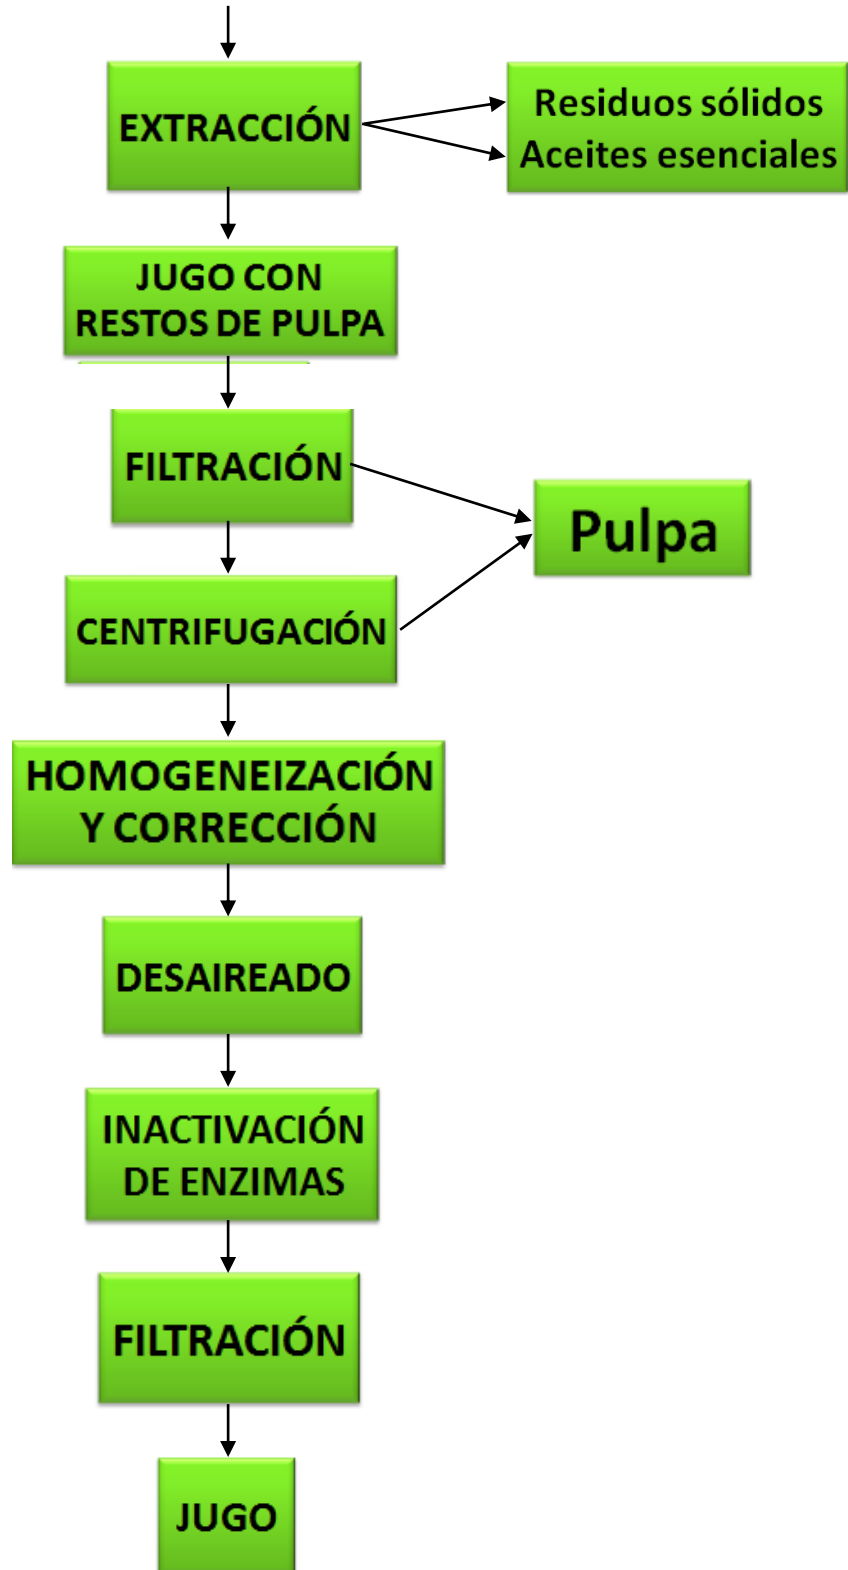 EXTRACCIÓN
Residuos sólidos
Aceites esenciales
JUGO CON
RESTOS DE PULPA
FILTRACIÓN
Pulpa
CENTRIFUGACIÓN
HOMOGENEIZACIÓN
Y CORRECCIÓN
DESAIREADO
INACTIVACIÓN
DE ENZIMAS
FILTRACIÓN
JUGO